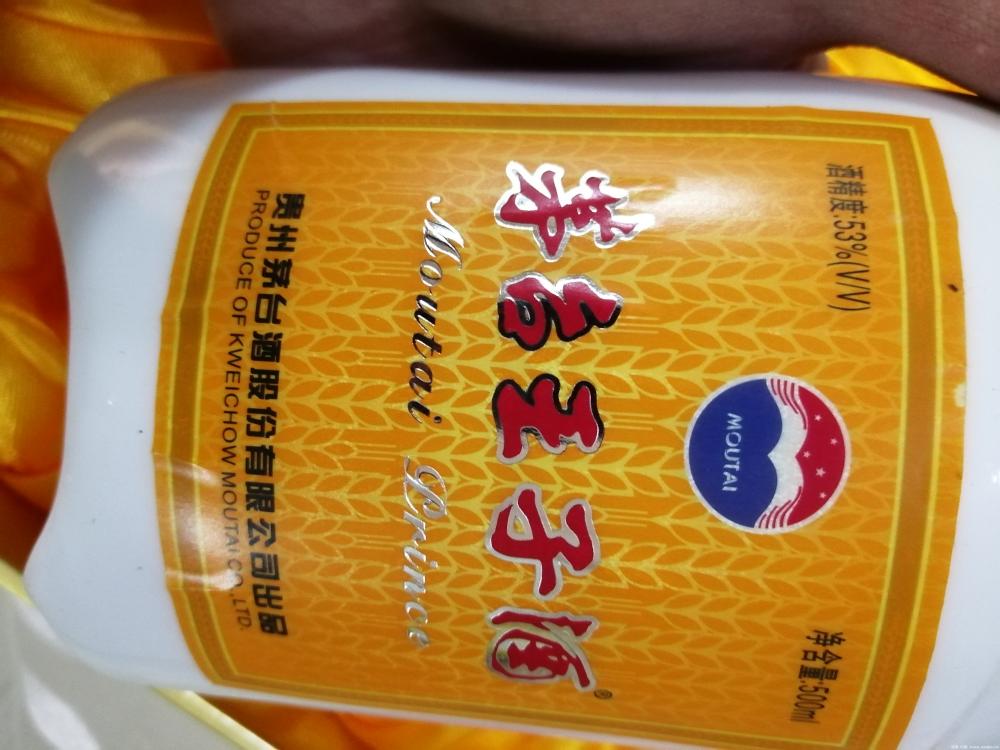 酒精度:53%(V/V)
净含量:500ml
MOUTAI
茅台王子酒®
Moutai Prince
贵州茅台酒股份有限公司出品
PRODUCE OF KWEICHOW MOUTAI CO.,LTD.